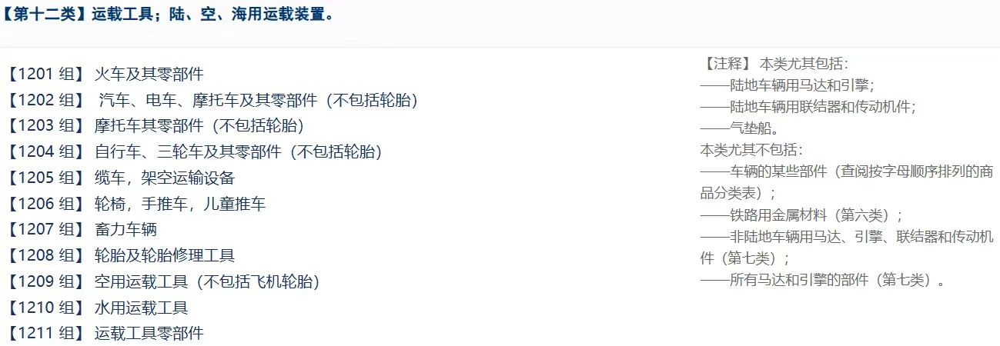 【第十二类】运载工具；陆、空、海用运载装置。
【1201 组】 火车及其零部件
【1202 组】 汽车、电车、摩托车及其零部件（不包括轮胎）
【1203 组】 摩托车其零部件（不包括轮胎）
【1204 组】 自行车、三轮车及其零部件（不包括轮胎）
【1205 组】 缆车，架空运输设备
【1206 组】 轮椅，手推车，儿童推车
【1207 组】 畜力车辆
【1208 组】 轮胎及轮胎修理工具
【1209 组】 空用运载工具（不包括飞机轮胎）
【1210 组】 水用运载工具
【1211 组】 运载工具零部件
【注释】 本类尤其包括：
——陆地车辆用马达和引擎；
——陆地车辆用联结器和传动机件；
——气垫船。
本类尤其不包括：
——车辆的某些部件（查阅按字母顺序排列的商
品分类表）；
——铁路用金属材料（第六类）；
——非陆地车辆用马达、引擎、联结器和传动机
件（第七类）；
——所有马达和引擎的部件（第七类）。